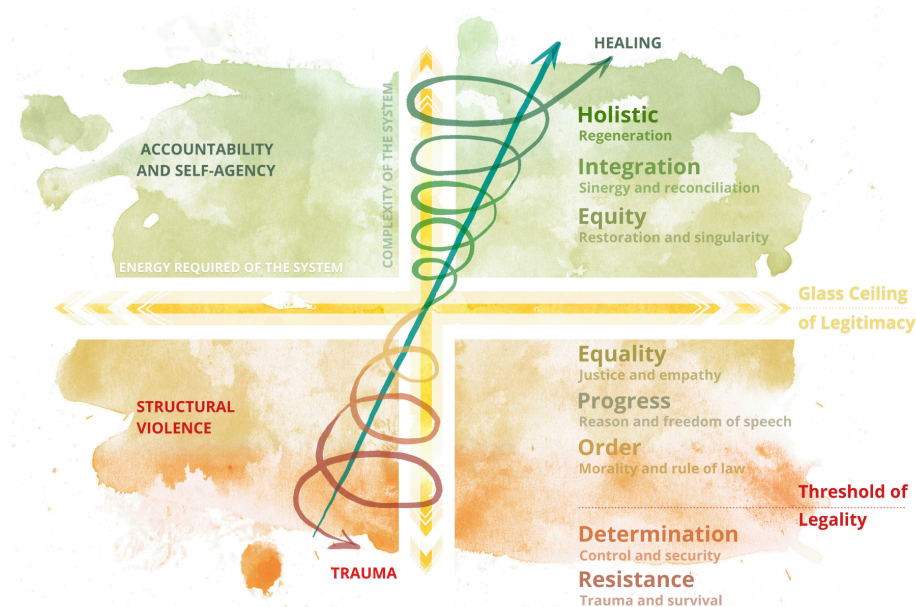 HEALING
Holistic
Regeneration
ACCOUNTABILITY
AND SELF-AGENCY
COMPLEXITY OF THE SYSTEM
Integration
Sinergy and reconciliation
Equity
Restoration and singularity
ENERGY REQUIRED OF THE SYSTEM
Glass Ceiling
of Legitimacy
Equality
Justice and empathy
Progress
Reason and freedom of speech
STRUCTURAL
VIOLENCE
Order
Morality and rule of law
Threshold of
Legality
Determination
Control and security
TRAUMA
Resistance
Trauma and survival